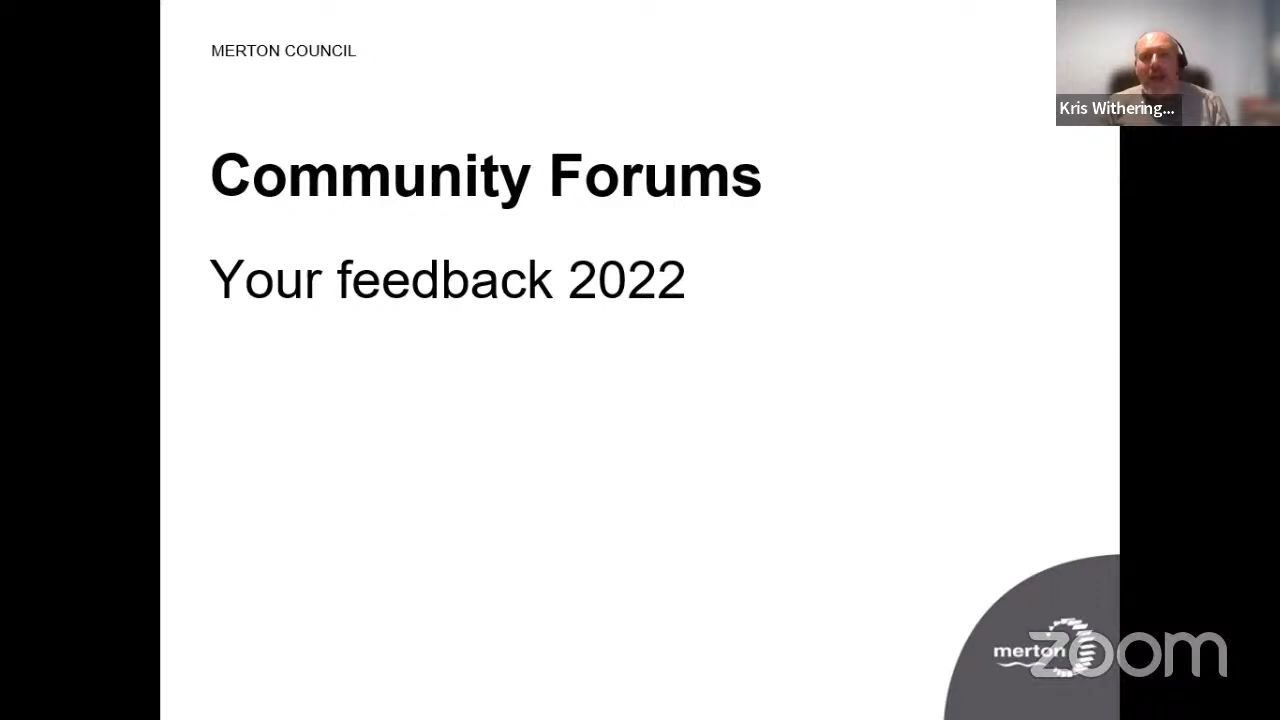 MERTON COUNCIL
Kris Withering...
Community Forums
Your feedback 2022
merton
zoom